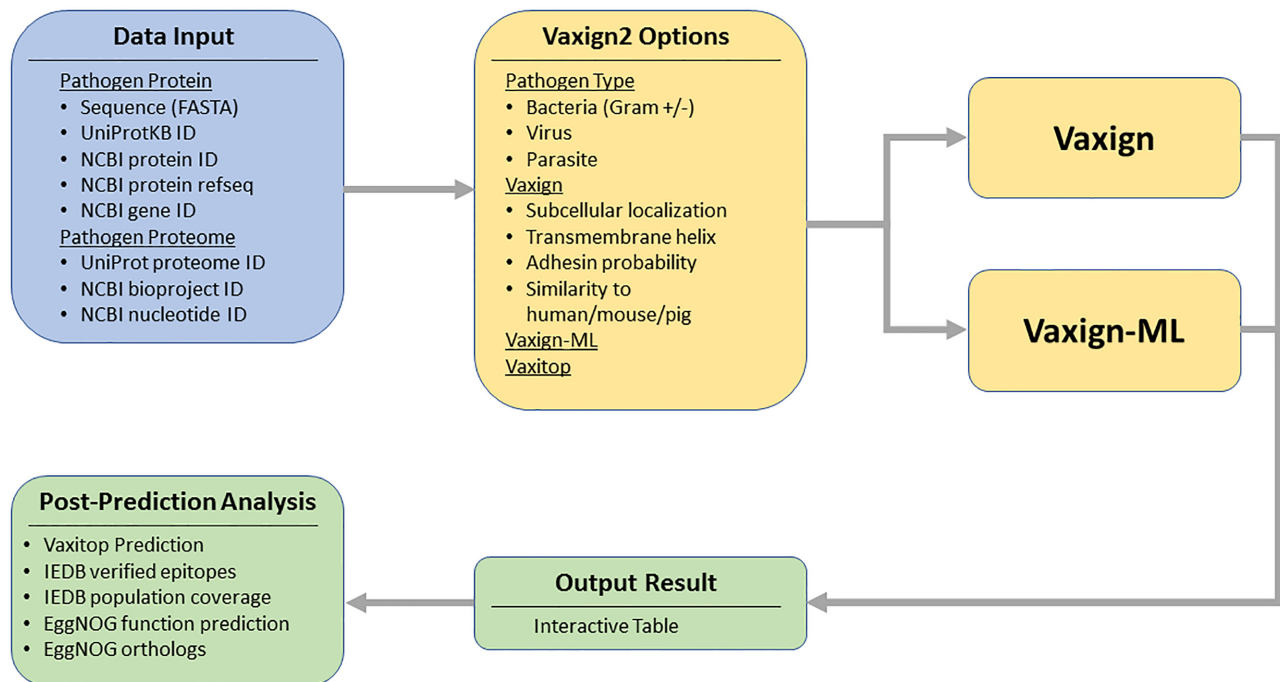 Data Input
Pathogen Protein
• Sequence (FASTA)
• UniProtKB ID
• NCBI protein ID
• NCBI protein refseq
• NCBI gene ID
Pathogen Proteome
• UniProt proteome ID
• NCBI bioproject ID
• NCBI nucleotide ID
Vaxign2 Options
Pathogen Type
• Bacteria (Gram +/-)
• Virus
• Parasite
Vaxign
• Subcellular localization
• Transmembrane helix
• Adhesin probability
• Similarity to
human/mouse/pig
Vaxign-ML
Vaxitop
Vaxign
Vaxign-ML
Output Result
Interactive Table
Post-Prediction Analysis
• Vaxitop Prediction
• IEDB verified epitopes
• IEDB population coverage
• EggNOG function prediction
• EggNOG orthologs